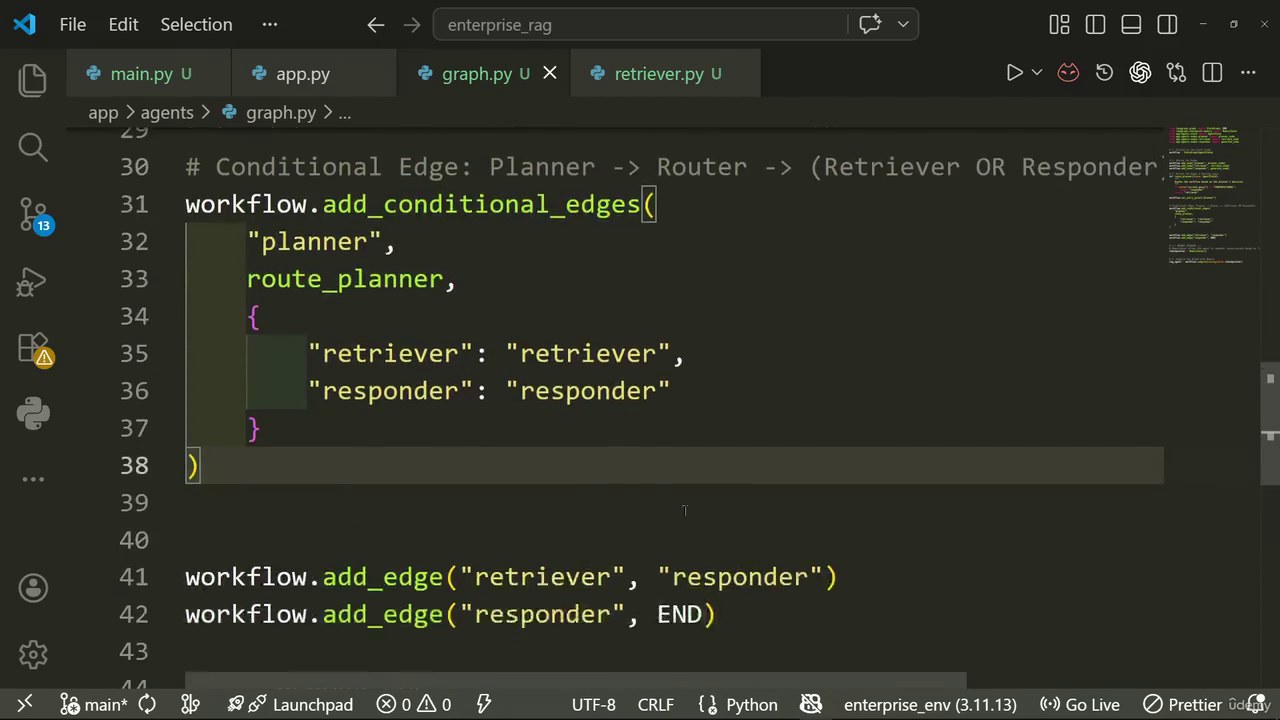 File Edit Selection ··· enterprise_rag
main.py U app.py graph.py U retriever.py U
app > agents > graph.py > ...
29
30 # Conditional Edge: Planner -> Router -> (Retriever OR Responder
31 workflow.add_conditional_edges(
32 "planner",
33 route_planner,
34 {
35 "retriever": "retriever",
36 "responder": "responder"
37 }
38 )
39
40
41 workflow.add_edge("retriever", "responder")
42 workflow.add_edge("responder", END)
43
44
13
main* Launchpad 0 0 UTF-8 CRLF Python enterprise_env (3.11.13) Go Live Prettier
udemy